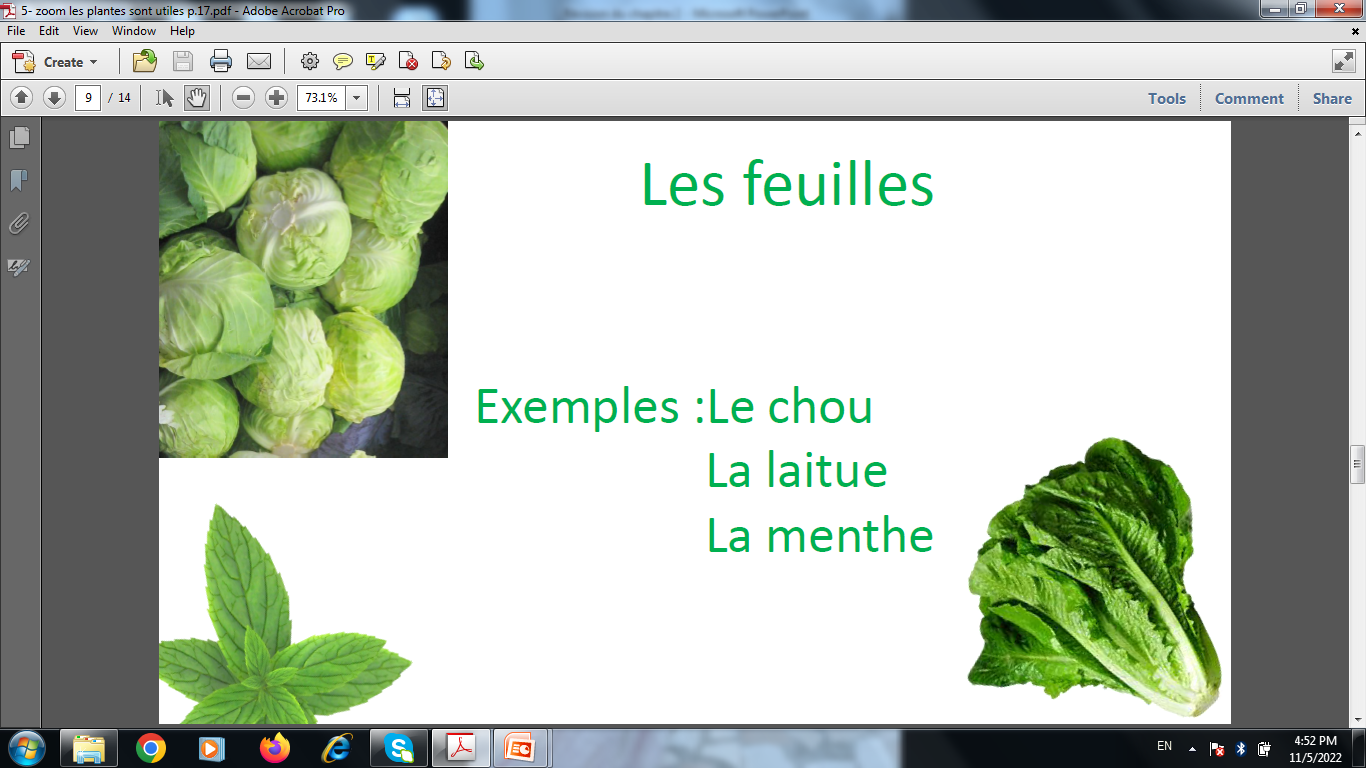 5- zoom les plantes sont utiles p.17.pdf - Adobe Acrobat Pro
File Edit View Window Help
Create
9 / 14 73.1% Tools Comment Share
Les feuilles
Exemples :Le chou
La laitue
La menthe
EN
4:52 PM
11/5/2022